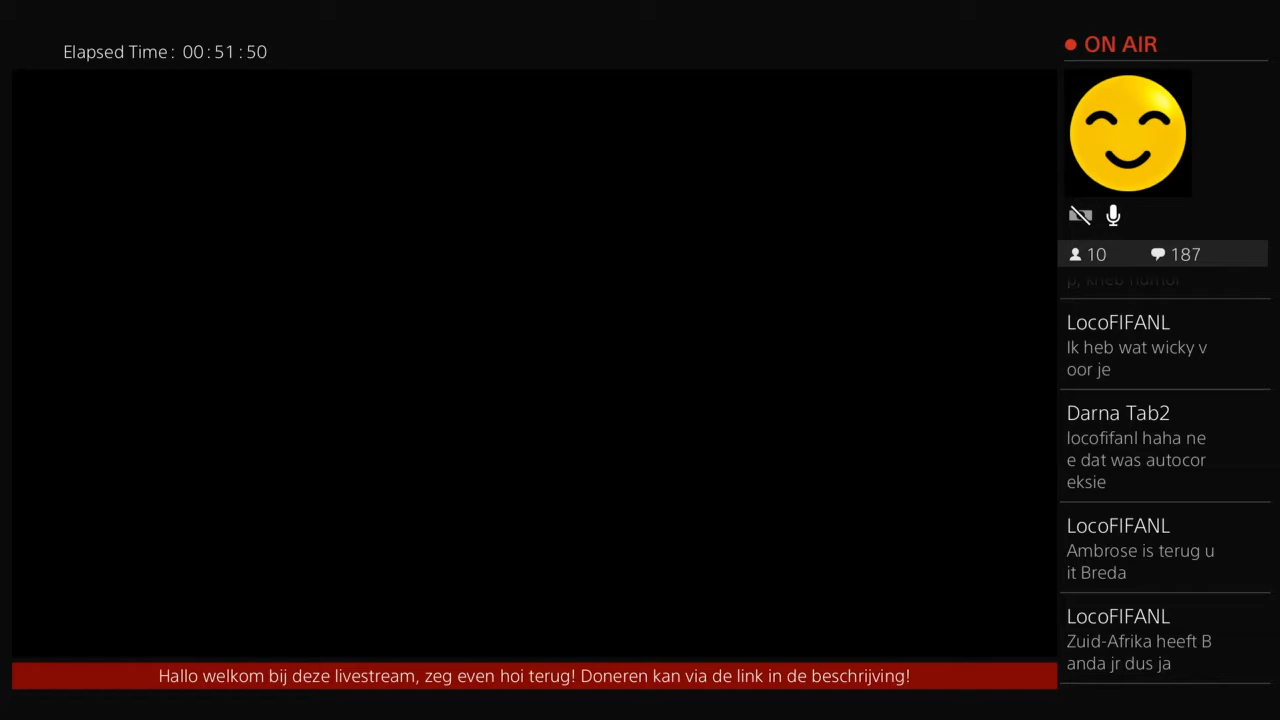 Elapsed Time: 00:51:50
ON AIR
10 187
LocoFIFANL
Ik heb wat wicky v
oor je
Darna Tab2
locofifanl haha ne
e dat was autocor
eksie
LocoFIFANL
Ambrose is terug u
it Breda
LocoFIFANL
Zuid-Afrika heeft B
anda jr dus ja
Hallo welkom bij deze livestream, zeg even hoi terug! Doneren kan via de link in de beschrijving!